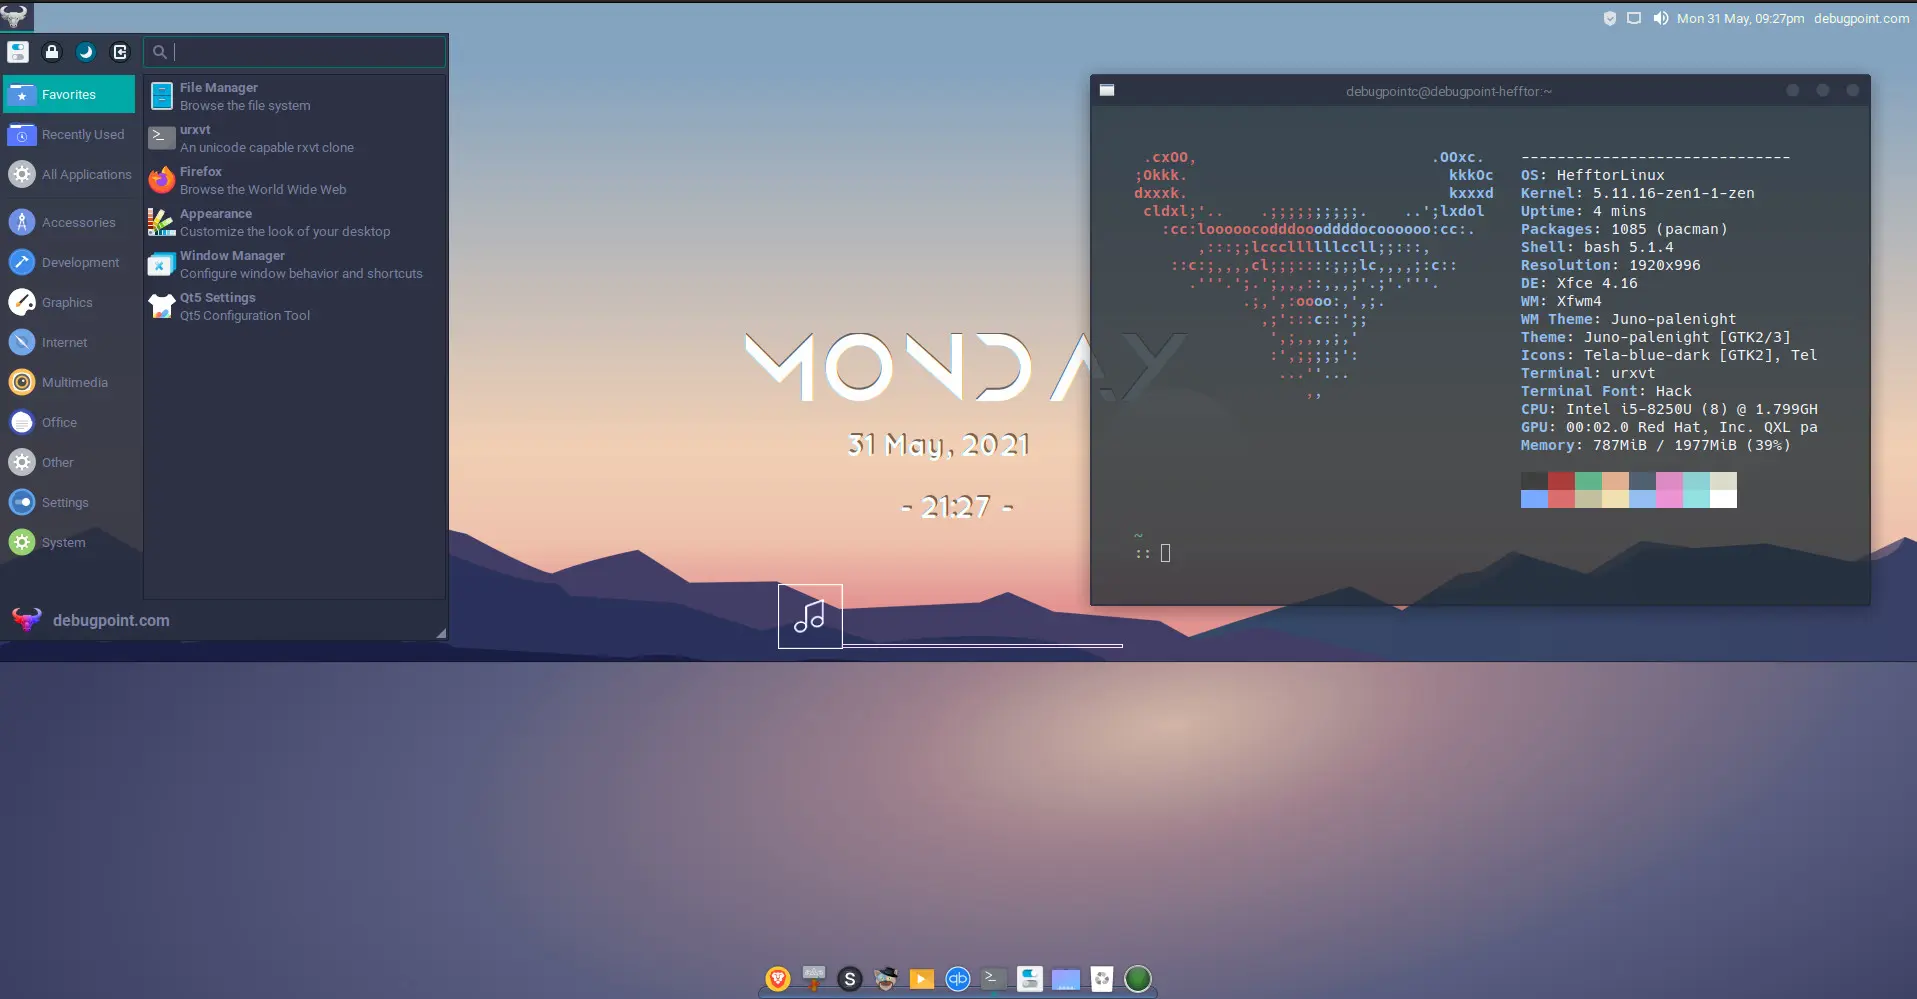 Mon 31 May, 09:27pm debugpoint.com
Favorites
Recently Used
All Applications
Accessories
Development
Graphics
Internet
Multimedia
Office
Other
Settings
System
debugpoint.com
File Manager
Browse the file system
urxvt
An unicode capable rxvt clone
Firefox
Browse the World Wide Web
Appearance
Customize the look of your desktop
Window Manager
Configure window behavior and shortcuts
Qt5 Settings
Qt5 Configuration Tool
MONDAY
31 May, 2021
- 21:27 -
debugpointc@debugpoint-hefftor:~
.cxOO, .OOxc.
;Okkk. kkkOc
dxxxk. kxxxd
cldxl;'.. .;;;;;;;;;;. ..';lxdol
:cc:looooocodddooodddddocoooooo:cc:.
,:::;;lcccllllllccll;;:::,
::c:;,,,,cl;;;::::;;;lc,,,,;:c::
.'''.';.';,,,::,,,;'.;'.'''.
.;,',:oooo:,',;.
,;':::c::';;
',;,,,,;,'
:',;;;;;':
...''...
,,
------------------------------
OS: HefftorLinux
Kernel: 5.11.16-zen1-1-zen
Uptime: 4 mins
Packages: 1085 (pacman)
Shell: bash 5.1.4
Resolution: 1920x996
DE: Xfce 4.16
WM: Xfwm4
WM Theme: Juno-palenight
Theme: Juno-palenight [GTK2/3]
Icons: Tela-blue-dark [GTK2], Tel
Terminal: urxvt
Terminal Font: Hack
CPU: Intel i5-8250U (8) @ 1.799GH
GPU: 00:02.0 Red Hat, Inc. QXL pa
Memory: 787MiB / 1977MiB (39%)
~
::
S
qb